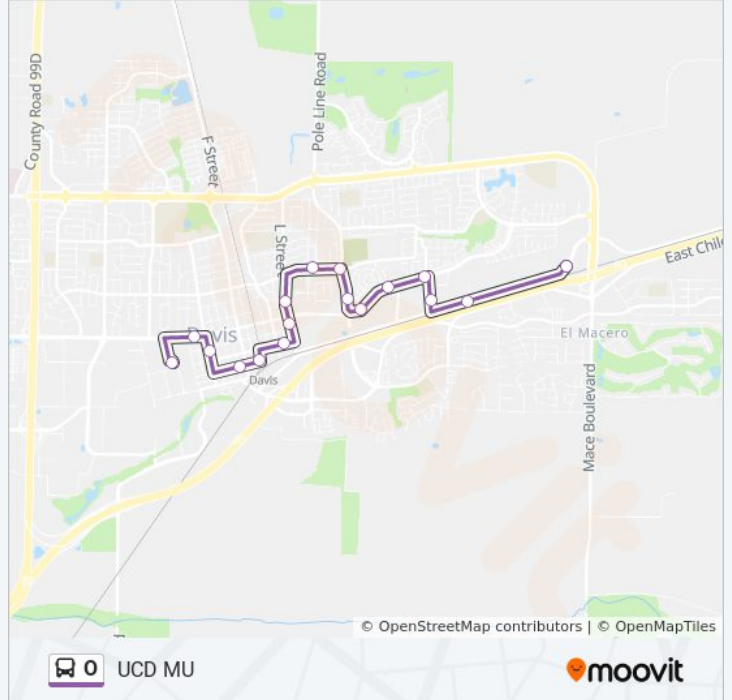 County Road 99D
F Street
Pole Line Road
L Street
East Chile
Davis
El Macero
Davis
Mace Boulevard
© OpenStreetMap contributors | © OpenMapTiles
O UCD MU
moovit